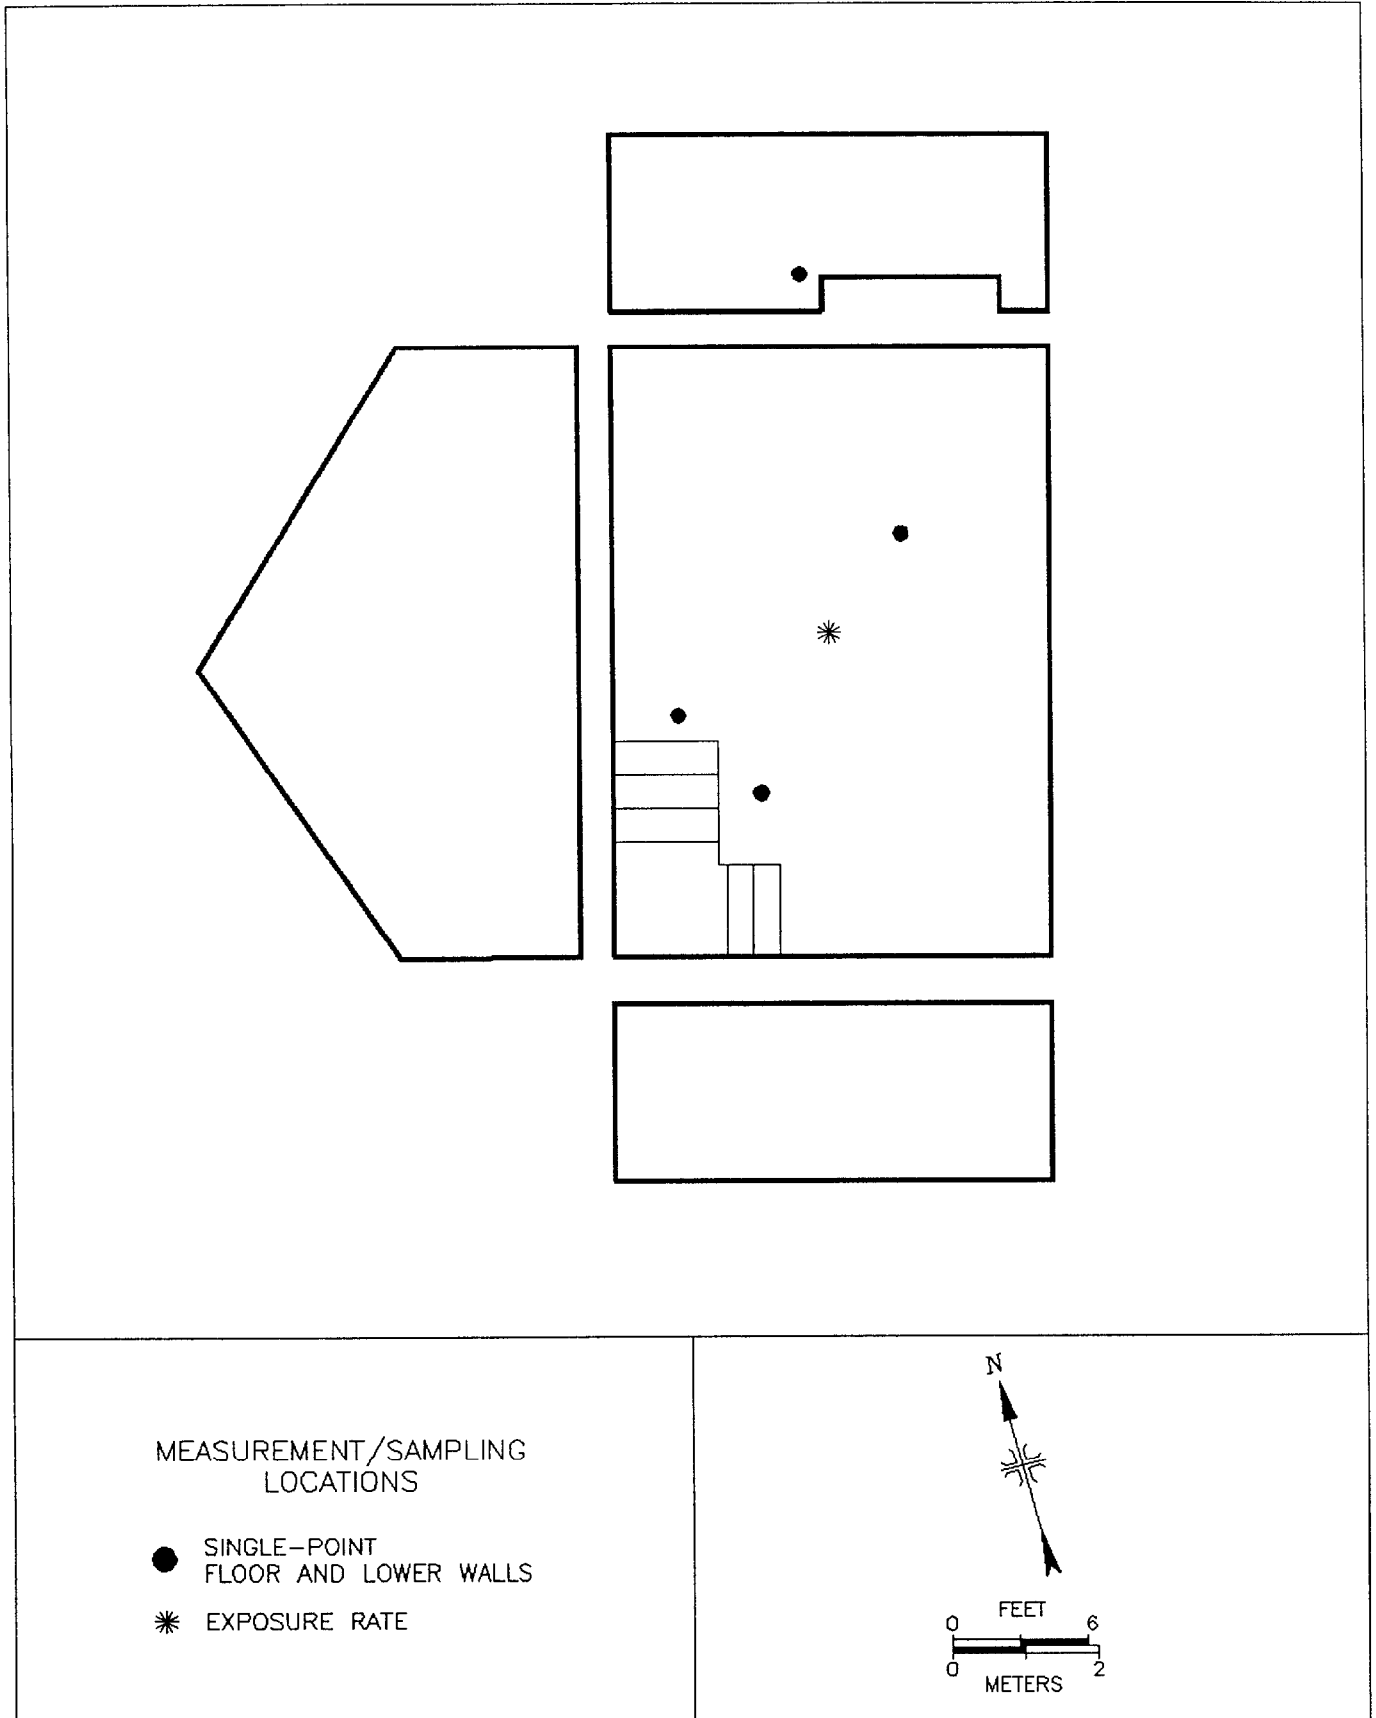 MEASUREMENT/SAMPLING
LOCATIONS
SINGLE-POINT
FLOOR AND LOWER WALLS
EXPOSURE RATE
N
FEET
0 6
0 2
METERS